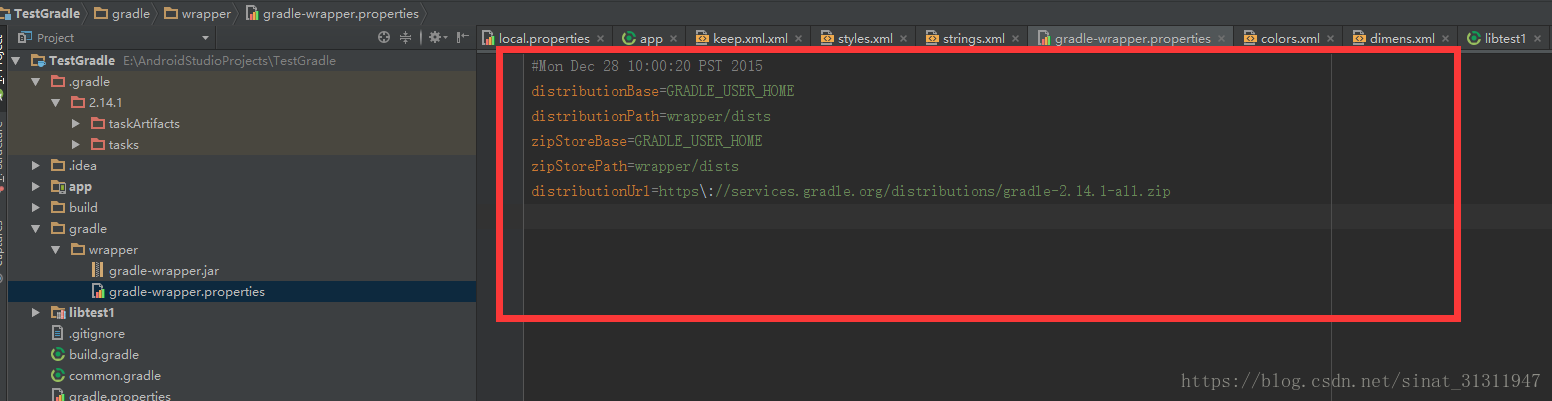 TestGradle gradle wrapper gradle-wrapper.properties
Project
local.properties app keep.xml.xml styles.xml strings.xml gradle-wrapper.properties colors.xml dimens.xml libtest1
TestGradle E:\AndroidStudioProjects\TestGradle
.gradle
2.14.1
taskArtifacts
tasks
.idea
app
build
gradle
wrapper
gradle-wrapper.jar
gradle-wrapper.properties
libtest1
.gitignore
build.gradle
common.gradle
gradle.properties
#Mon Dec 28 10:00:20 PST 2015
distributionBase=GRADLE_USER_HOME
distributionPath=wrapper/dists
zipStoreBase=GRADLE_USER_HOME
zipStorePath=wrapper/dists
distributionUrl=https\://services.gradle.org/distributions/gradle-2.14.1-all.zip
https://blog.csdn.net/sinat_31311947